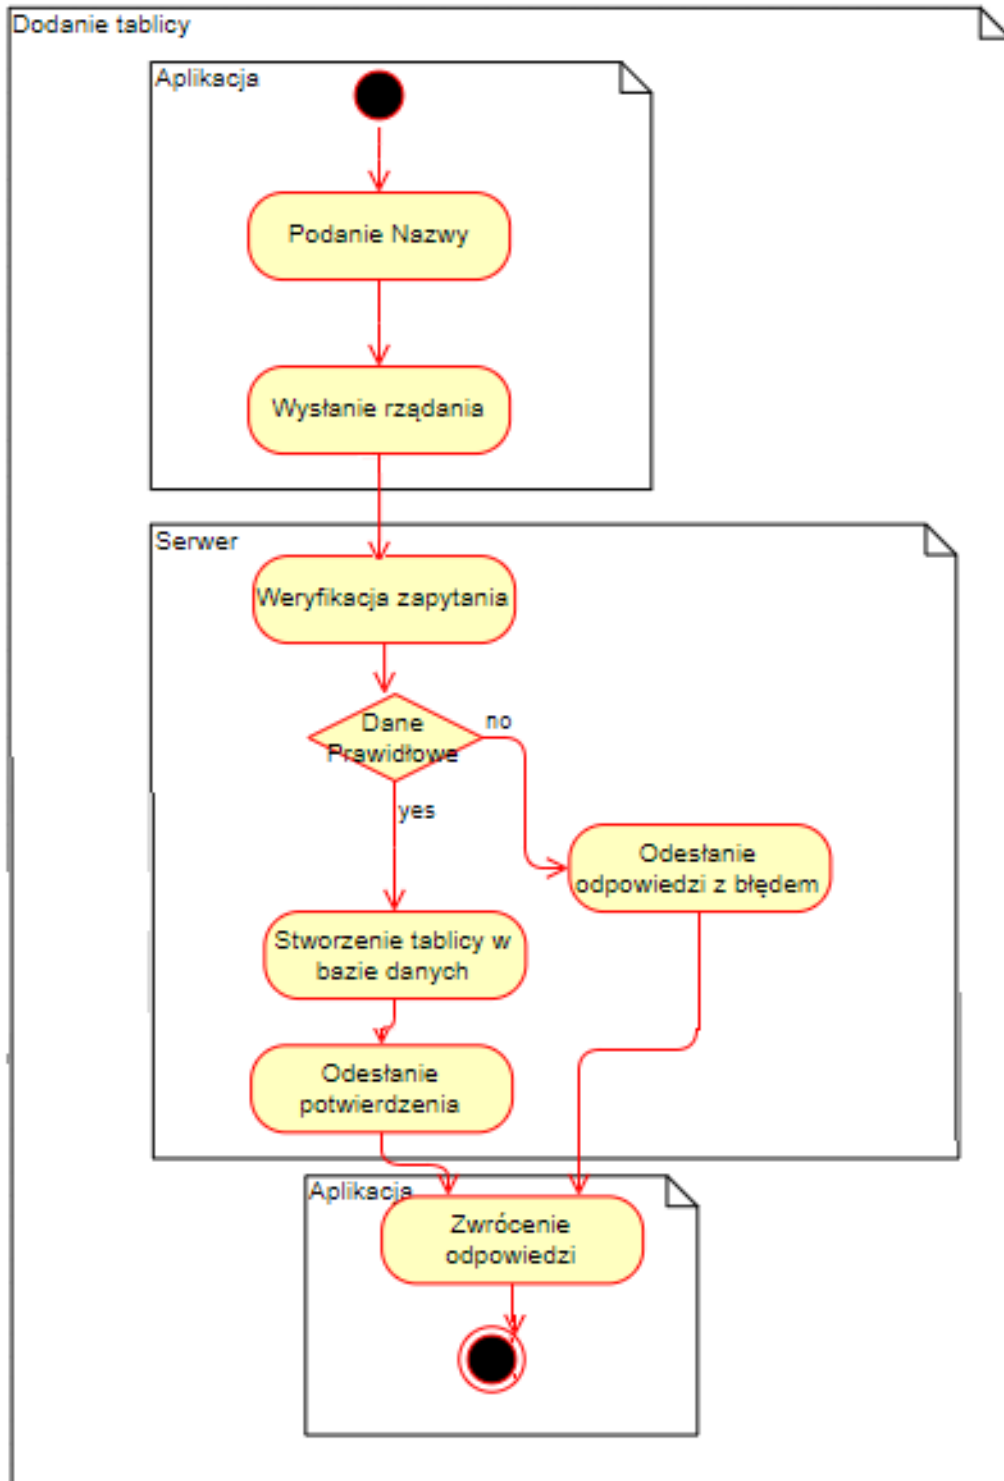 Dodanie tablicy
Aplikacja
Podanie Nazwy
Wysłanie rządania
Serwer
Weryfikacja zapytania
Dane
Prawidłowe
no
yes
Odesłanie
odpowiedzi z błędem
Stworzenie tablicy w
bazie danych
Odesłanie
potwierdzenia
Aplikacja
Zwrócenie
odpowiedzi